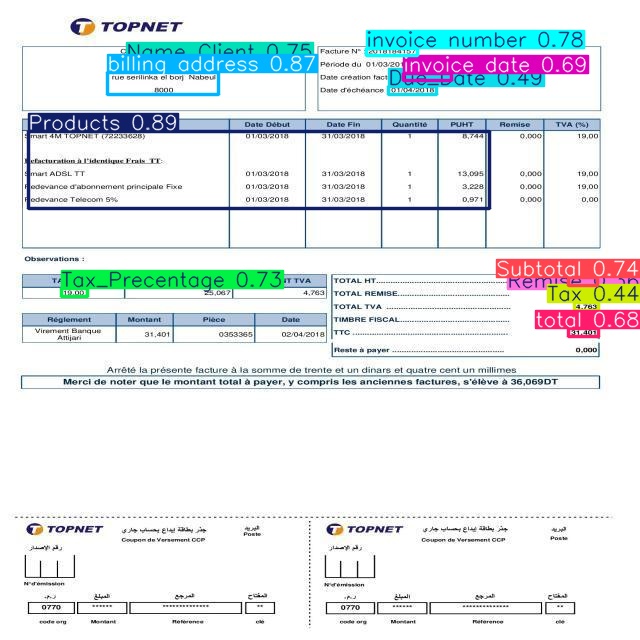 TOPNET
Name_Client 0.75
invoice number 0.78
Facture N° : 2018184157
billing address 0.87
Période du 01/03/201
invoice date 0.69
rue serilinka el borj Nabeul
Date création fact
Due_Date 0.49
8000
Date d'échéance 01/04/2018
Products 0.89
Date Début Date Fin Quantité PUHT Remise TVA (%)
Smart 4M TOPNET (72233628) 01/03/2018 31/03/2018 1 8,744 0,000 19,00
Refacturation à l'identique Frais TT:
Smart ADSL TT 01/03/2018 31/03/2018 1 13,095 0,000 19,00
Redevance d'abonnement principale Fixe 01/03/2018 31/03/2018 1 3,228 0,000 19,00
Redevance Télécom 5% 01/03/2018 31/03/2018 1 0,971 0,000 0,00
Observations :
Subtotal 0.74
Tax_Precentage 0.73
NT TVA
TOTAL HT
19,00 25,067 4,763
TOTAL REMISE
Tax 0.44
TOTAL TVA 4.763
Réglement Montant Pièce Date
TIMBRE FISCAL
total 0.68
Virement Banque Attijari 31,401 0353365 02/04/2018
TTC 31,401
Reste à payer 0,000
Arrêté la présente facture à la somme de trente et un dinars et quatre cent un millimes
Merci de noter que le montant total à payer, y compris les anciennes factures, s'élève à 36,069DT
TOPNET جذر بطاقة إيداع بحساب جاري البريد
Coupon de Versement CCP Poste
رقم الإصدار
N°d'émission
ر.م. المبلغ المرجع المفتاح
0770 ****** ************** **
code org Montant Référence clé
TOPNET جذر بطاقة إيداع بحساب جاري البريد
Coupon de Versement CCP Poste
رقم الإصدار
N°d'émission
ر.م. المبلغ المرجع المفتاح
0770 ****** ************** **
code org Montant Référence clé